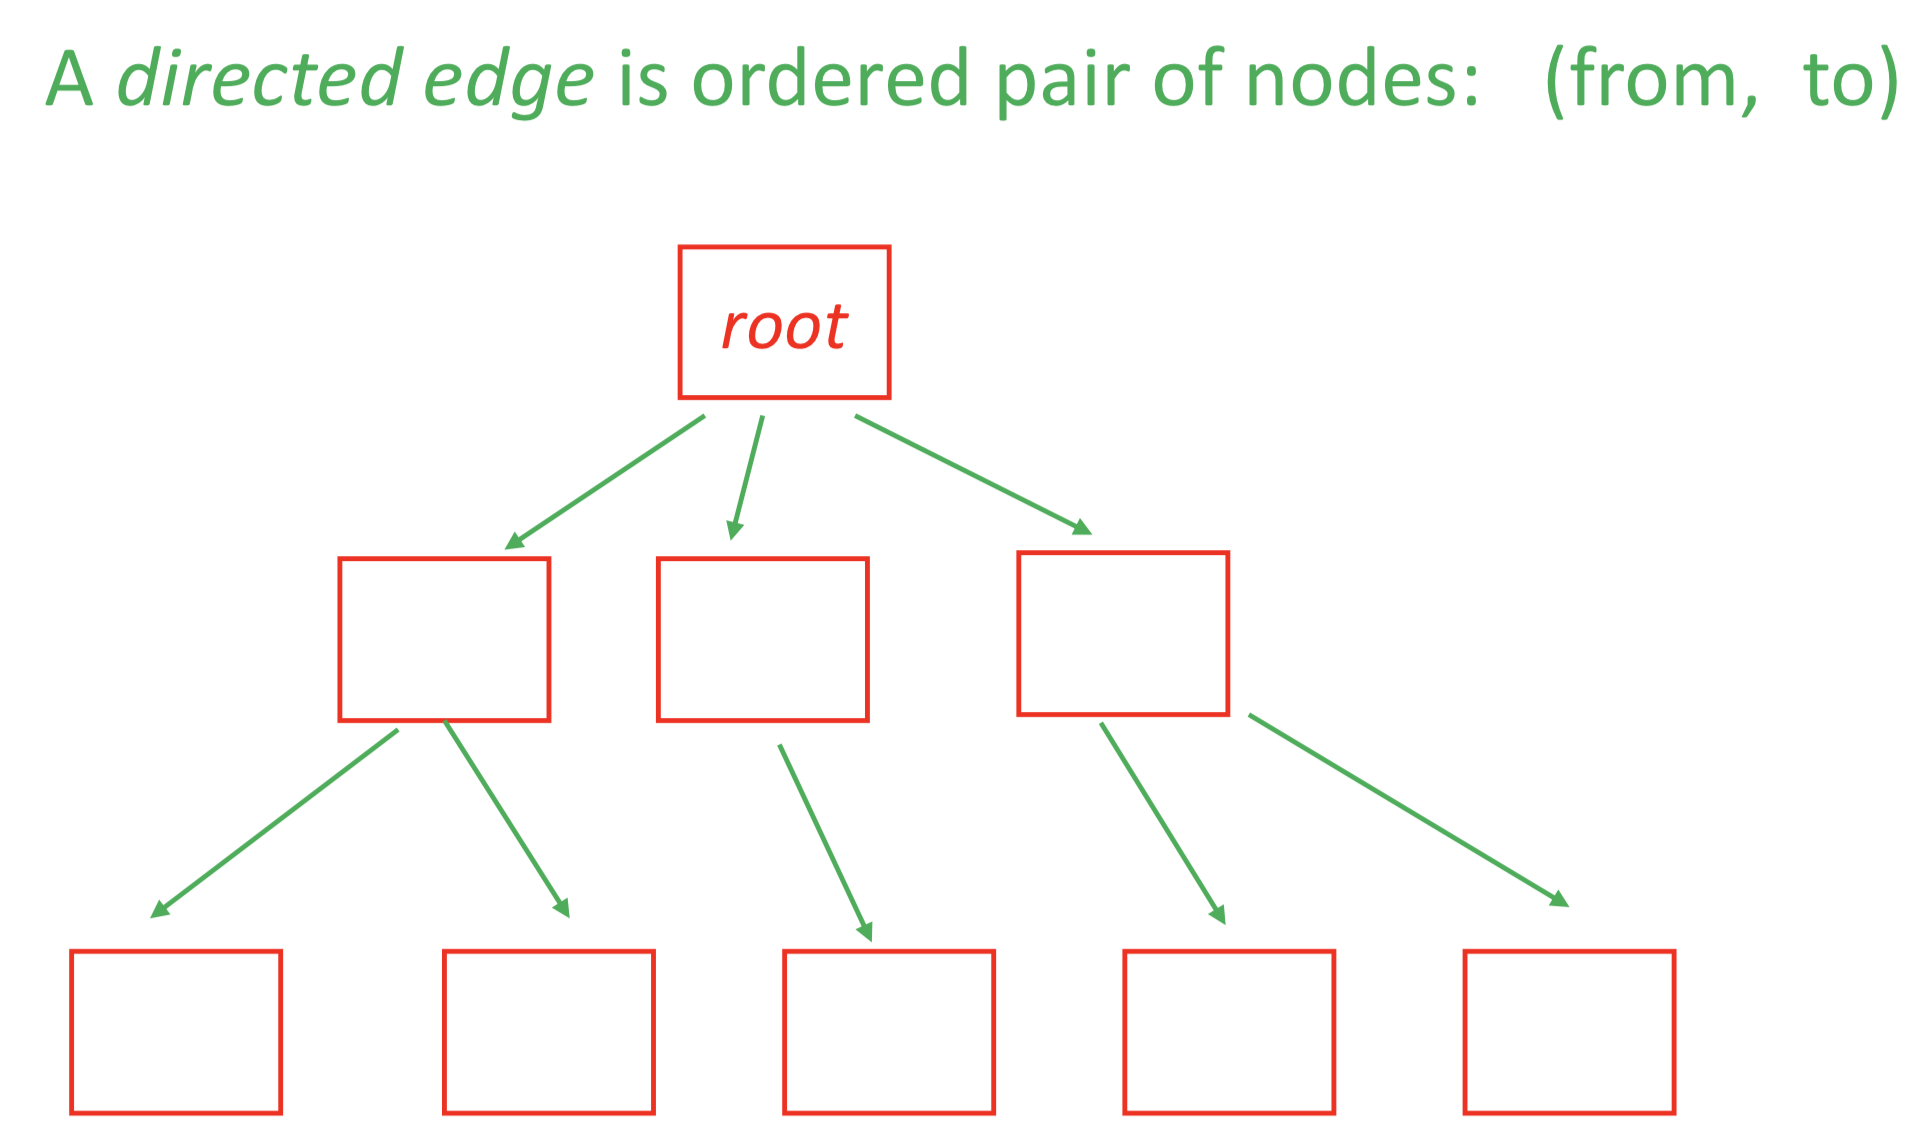 A directed edge is ordered pair of nodes: (from, to)
root